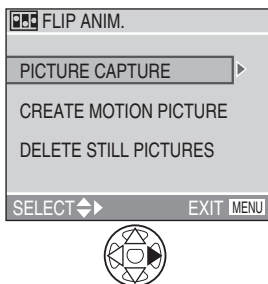 FLIP ANIM.
PICTURE CAPTURE
CREATE MOTION PICTURE
DELETE STILL PICTURES
SELECT EXIT MENU